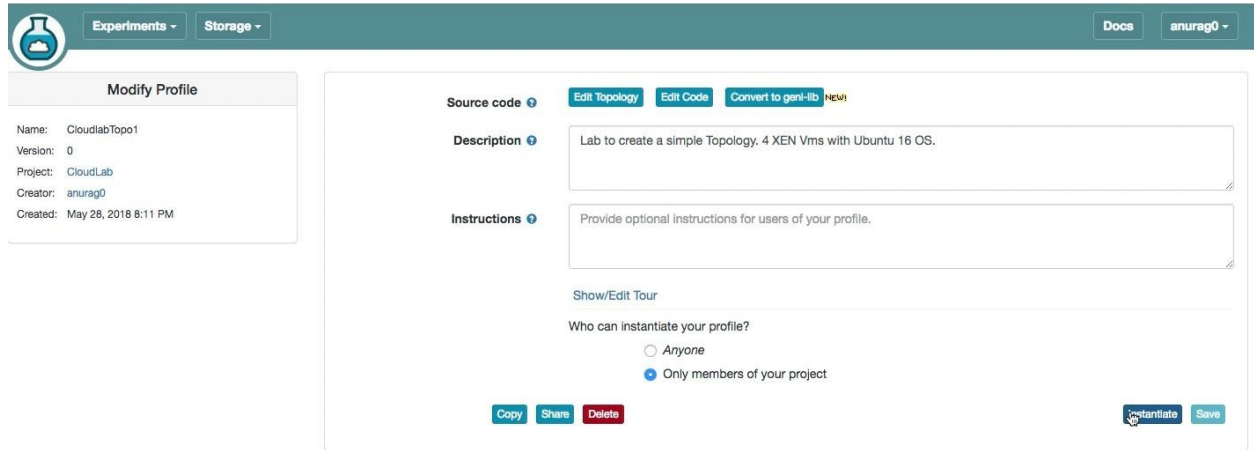 Experiments Storage Docs anurag0
Modify Profile
Name: CloudlabTopo1
Version: 0
Project: CloudLab
Creator: anurag0
Created: May 28, 2018 8:11 PM
Source code Edit Topology Edit Code Convert to geni-lib NEW!
Description Lab to create a simple Topology. 4 XEN Vms with Ubuntu 16 OS.
Instructions Provide optional instructions for users of your profile.
Show/Edit Tour
Who can instantiate your profile?
Anyone
Only members of your project
Copy Share Delete Instantiate Save